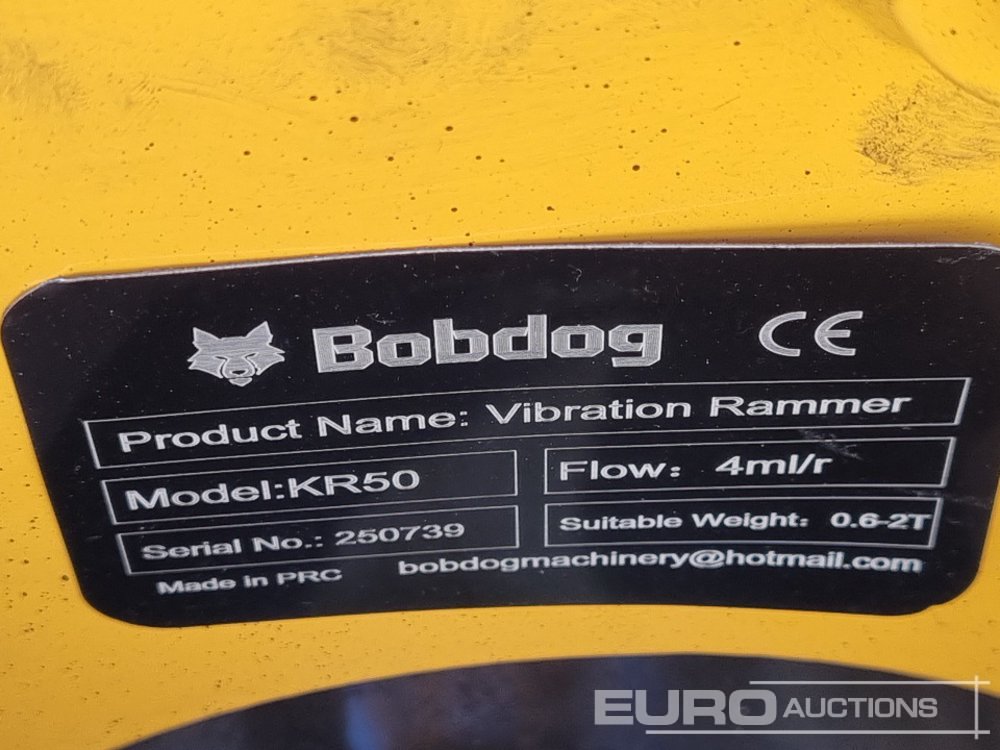 Bobdog CE
Product Name: Vibration Rammer
Model:KR50
Flow: 4ml/r
Serial No.: 250739
Suitable Weight: 0.6-2T
Made in PRC bobdogmachinery@hotmail.com
EURO AUCTIONS